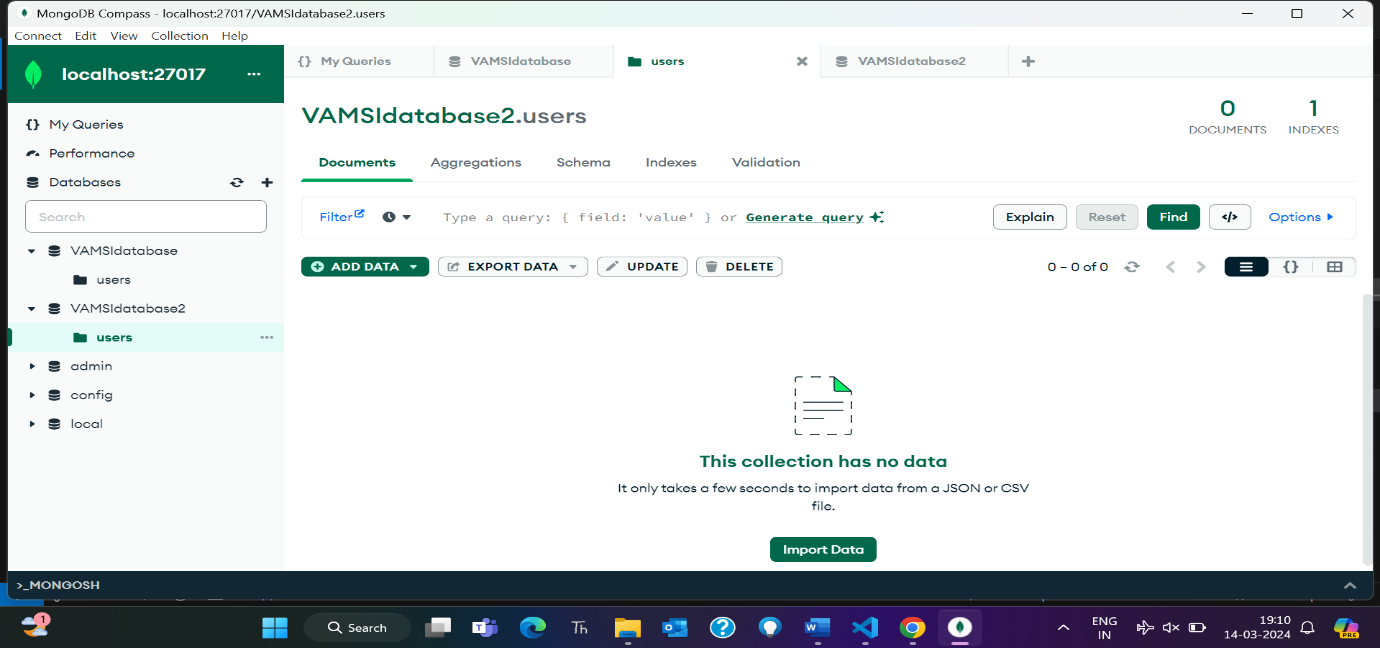 MongoDB Compass - localhost:27017/VAMSIdatabase2.users
Connect Edit View Collection Help
localhost:27017 ...
{} My Queries
VAMSIdatabase
users
VAMSIdatabase2
My Queries
Performance
Databases
Search
VAMSIdatabase
users
VAMSIdatabase2
users
admin
config
local
VAMSIdatabase2.users
0
DOCUMENTS
1
INDEXES
Documents Aggregations Schema Indexes Validation
Filter
Type a query: { field: 'value' } or Generate query
Explain Reset Find </> Options
ADD DATA EXPORT DATA UPDATE DELETE
0 – 0 of 0
{}
This collection has no data
It only takes a few seconds to import data from a JSON or CSV
file.
Import Data
>_MONGOSH
1
Search
ENG
IN
19:10
14-03-2024
PRE